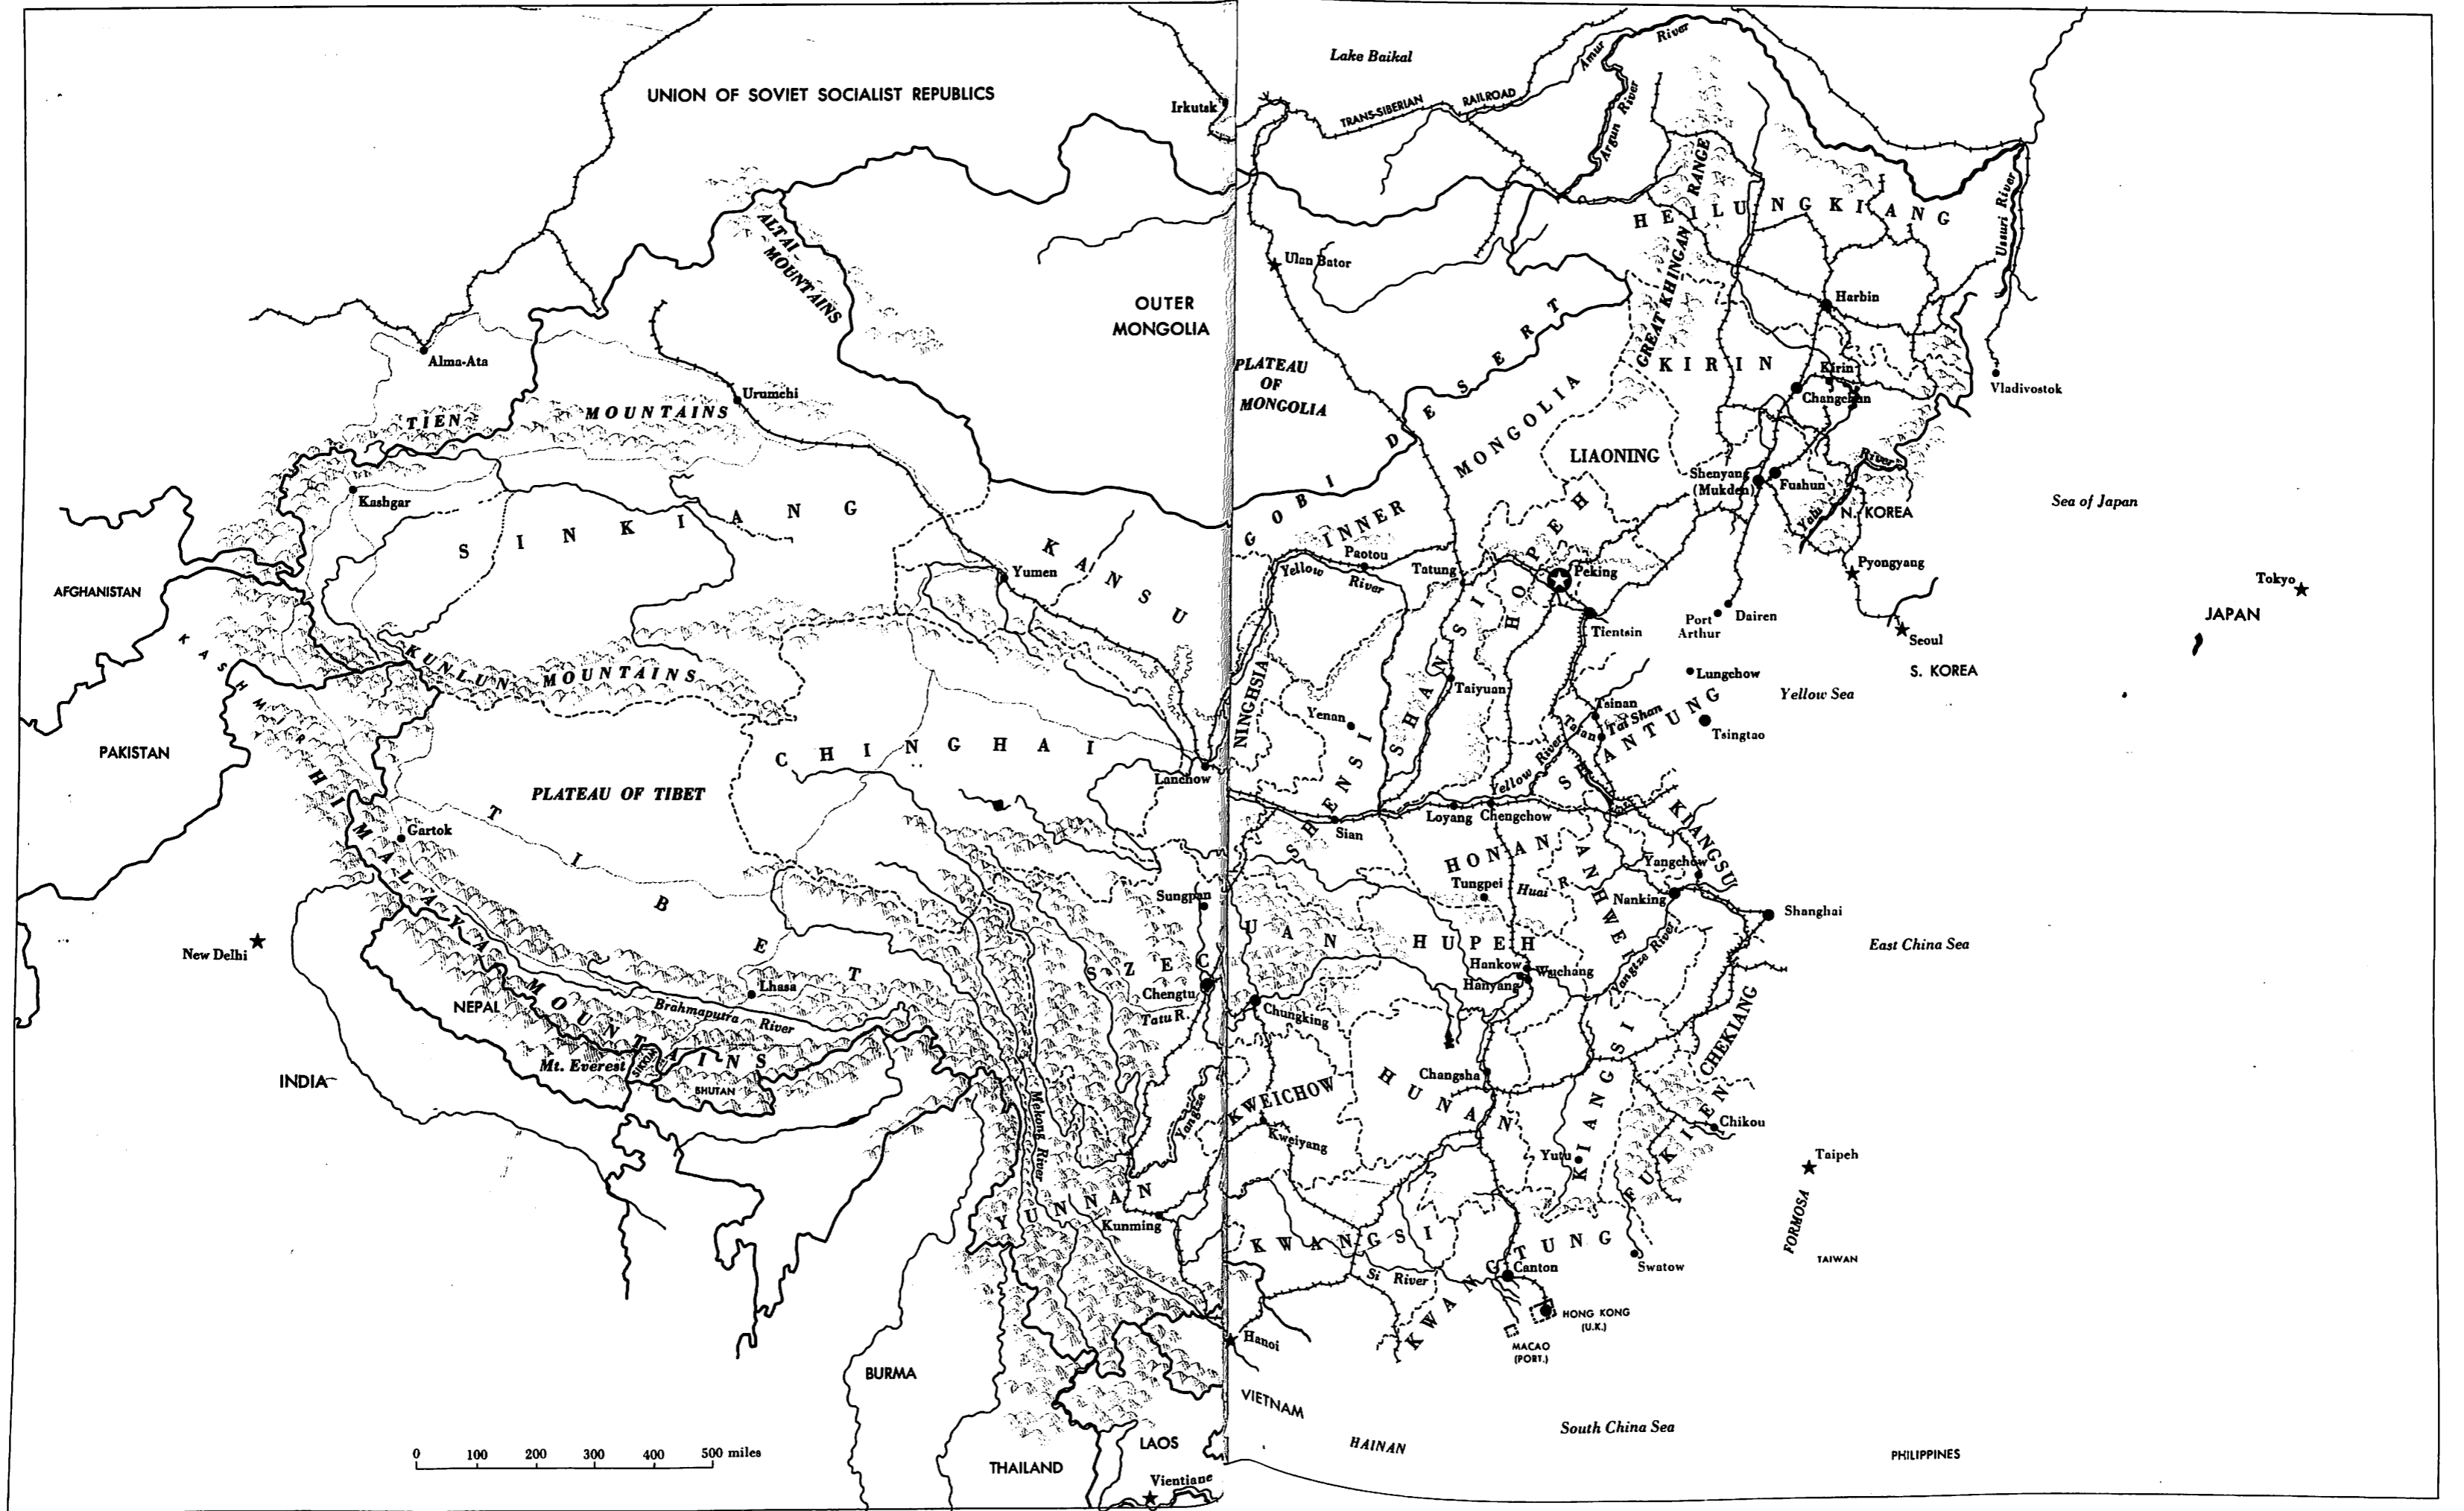 UNION OF SOVIET SOCIALIST REPUBLICS
Irkutsk
Lake Baikal
TRANS-SIBERIAN RAILROAD
Amur River
Argun River
Ussuri River
ALTAI MOUNTAINS
OUTER
MONGOLIA
Ulan Bator
PLATEAU
OF
MONGOLIA
GOBI DESERT
INNER MONGOLIA
GREAT KHINGAN RANGE
HEILUNGKIANG
Harbin
KIRIN
Kirin
Changchun
Vladivostok
LIAONING
Shenyang
(Mukden)
Fushun
Yalu River
N. KOREA
Pyongyang
Seoul
S. KOREA
Sea of Japan
Tokyo
JAPAN
Alma-Ata
Urumchi
TIEN MOUNTAINS
Kashgar
SINKIANG
Yumen
KANSU
AFGHANISTAN
KASHMIR
PAKISTAN
KUNLUN MOUNTAINS
CHINGHAI
Lanchow
NINGHSIA
Paotou
Yellow River
Tatung
HOPEH
Peking
Tientsin
Port
Arthur
Dairen
Lungchow
Yellow Sea
SHANSI
Taiyuan
Yenan
SHENSI
Tsinan
Taian
Tai Shan
SHANTUNG
Tsingtao
Yellow River
Sian
Loyang
Chengchow
HONAN
Tungpei
Huai R.
ANHWEI
KIANGSU
Yangchow
Nanking
Shanghai
East China Sea
PLATEAU OF TIBET
TIBET
Gartok
HIMALAYA MOUNTAINS
New Delhi
NEPAL
Lhasa
Brahmaputra River
Mt. Everest
SIKKIM
BHUTAN
INDIA
Sungpan
SZECHUAN
Chengtu
Tatu R.
Chungking
HUPEH
Hankow
Wuchang
Hanyang
Yangtze River
CHEKIANG
Changsha
HUNAN
KIANGSI
Yutu
FUKIEN
Chikou
Taipeh
FORMOSA
TAIWAN
KWEICHOW
Kweiyang
Yangtze
Mekong River
YUNNAN
Kunming
KWANGSI
Si River
KWANGTUNG
Canton
Swatow
HONG KONG
(U.K.)
MACAO
(PORT.)
Hanoi
VIETNAM
BURMA
LAOS
THAILAND
Vientiane
HAINAN
South China Sea
PHILIPPINES
0 100 200 300 400 500 miles